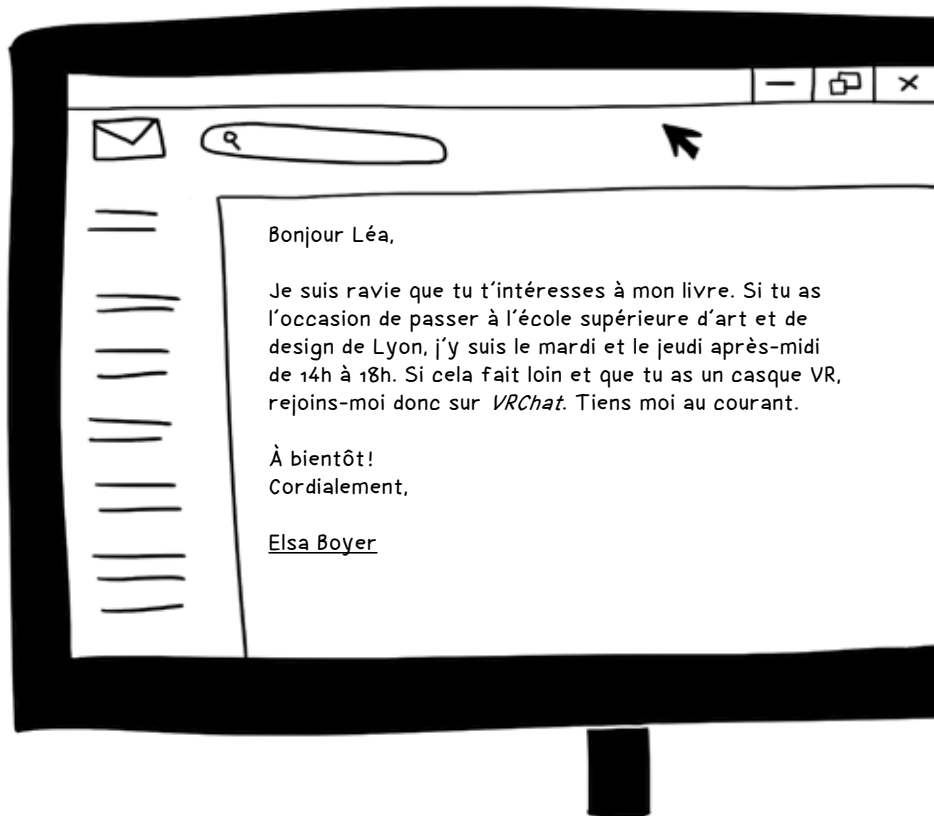 Bonjour Léa,
Je suis ravie que tu t'intéresses à mon livre. Si tu as
l'occasion de passer à l'école supérieure d'art et de
design de Lyon, j'y suis le mardi et le jeudi après-midi
de 14h à 18h. Si cela fait loin et que tu as un casque VR,
rejoins-moi donc sur VRChat. Tiens moi au courant.
À bientôt!
Cordialement,
Elsa Boyer